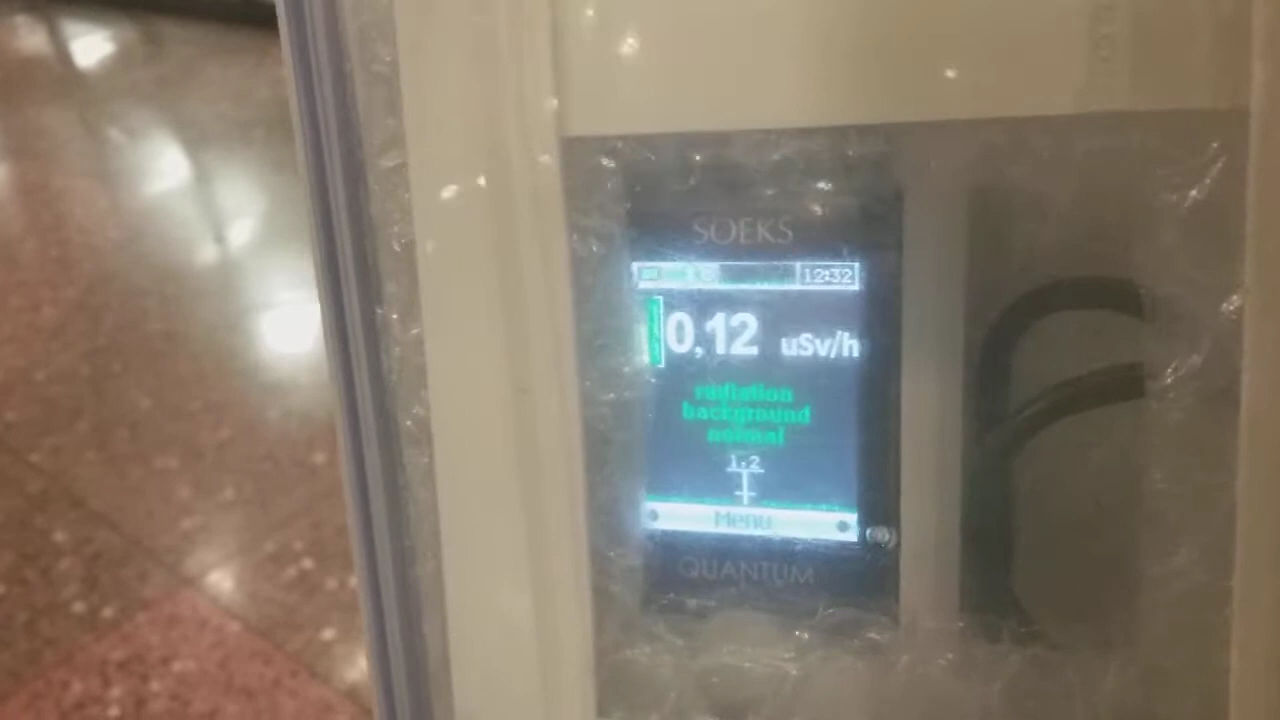 SOEKS
12:32
0,12 uSv/h
radiation
background
normal
1.2
Menu
QUANTUM